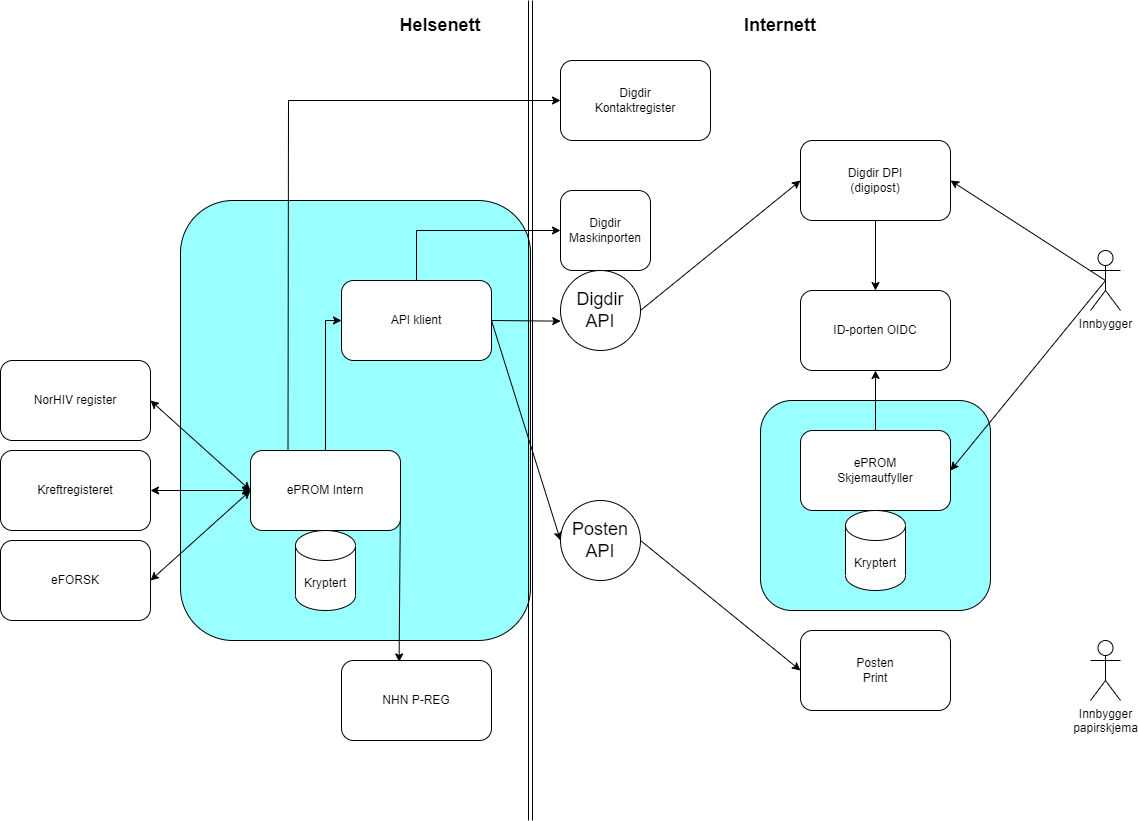 Helsenett
Internett
Digdir
Kontaktregister
Digdir DPI
(digipost)
Digdir
Maskinporten
Digdir
API
API klient
ID-porten OIDC
Innbygger
NorHIV register
Kreftregisteret
eFORSK
ePROM Intern
Kryptert
ePROM
Skjemautfyller
Kryptert
Posten
API
Posten
Print
NHN P-REG
Innbygger
papirskjema